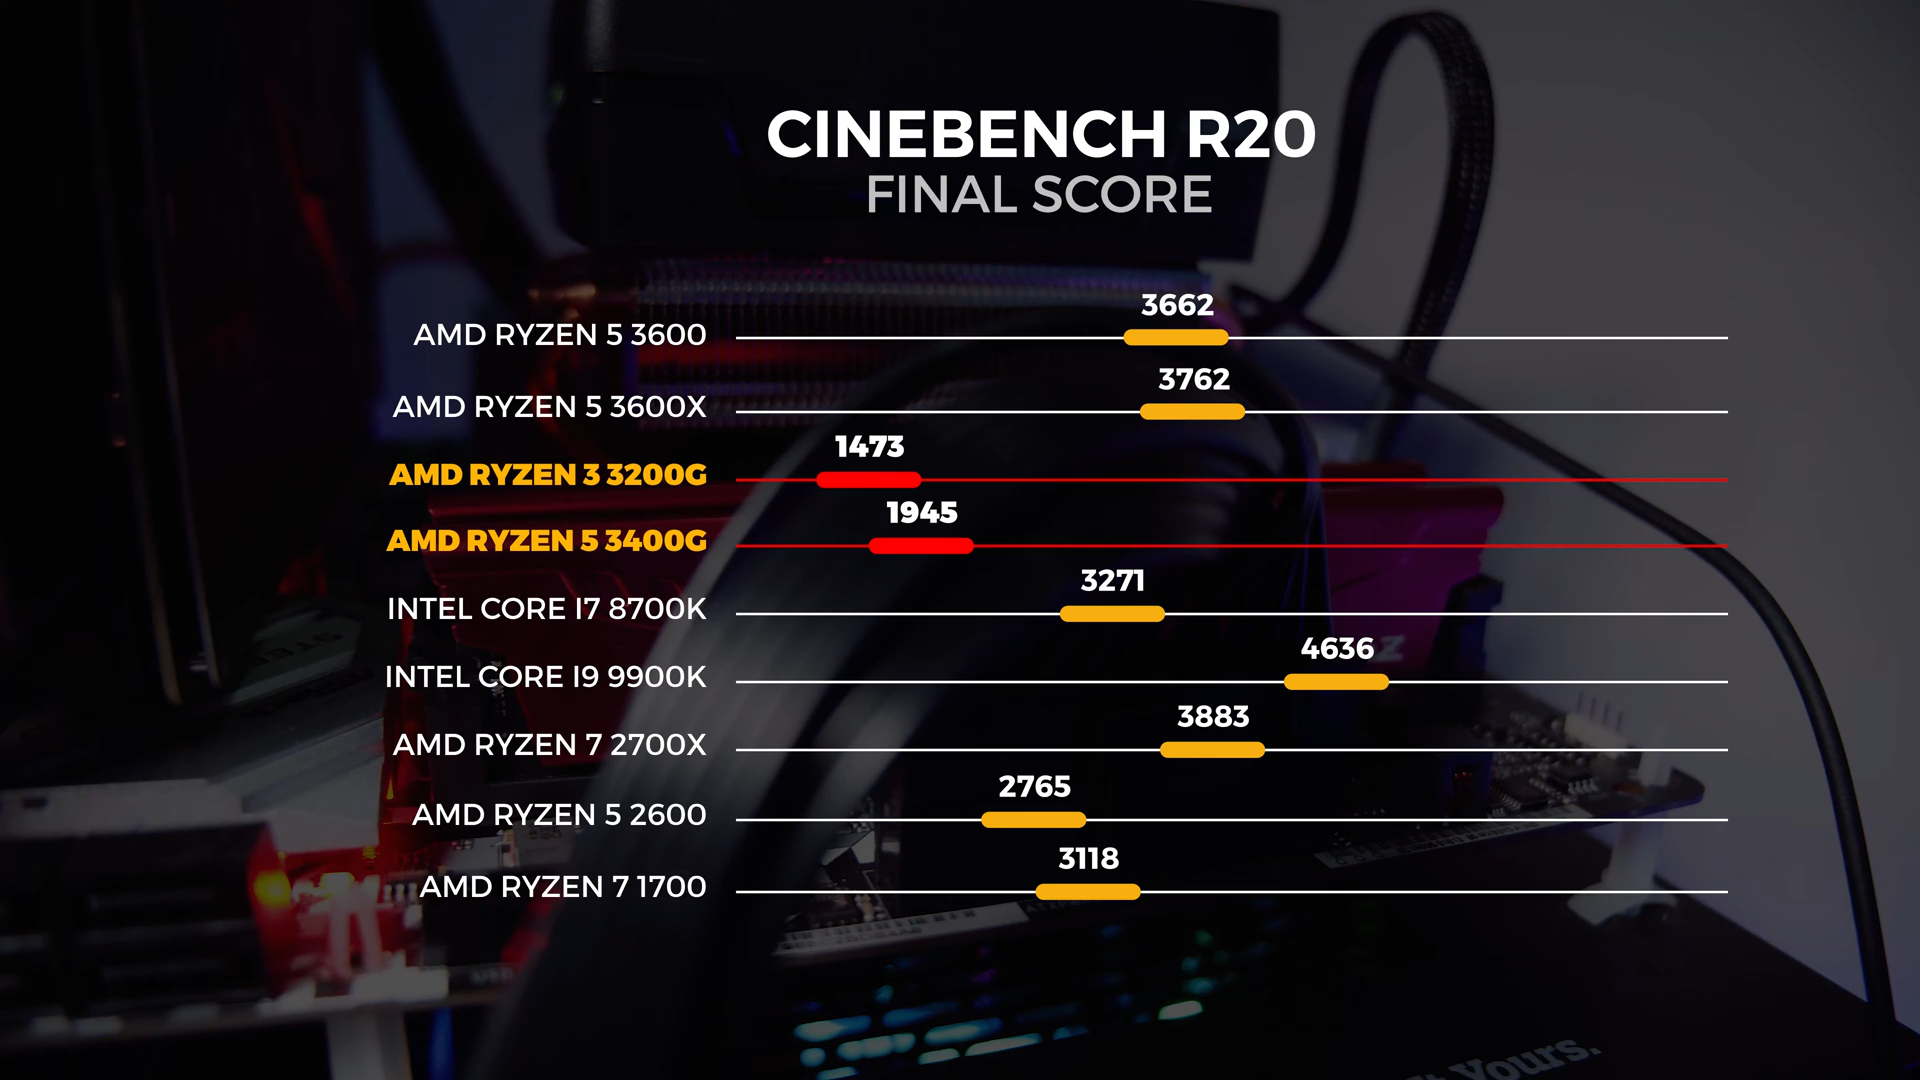 CINEBENCH R20
FINAL SCORE
3662
AMD RYZEN 5 3600
3762
AMD RYZEN 5 3600X
1473
AMD RYZEN 3 3200G
1945
AMD RYZEN 5 3400G
3271
INTEL CORE I7 8700K
4636
INTEL CORE I9 9900K
3883
AMD RYZEN 7 2700X
2765
AMD RYZEN 5 2600
3118
AMD RYZEN 7 1700
Yours.